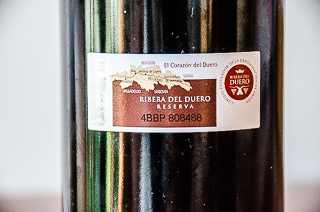 BURGOS
El Corazón del Duero
SORIA
VALLADOLID SEGOVIA
RIBERA DEL DUERO
RESERVA
4BBP 808488
RIBERA DEL
DUERO